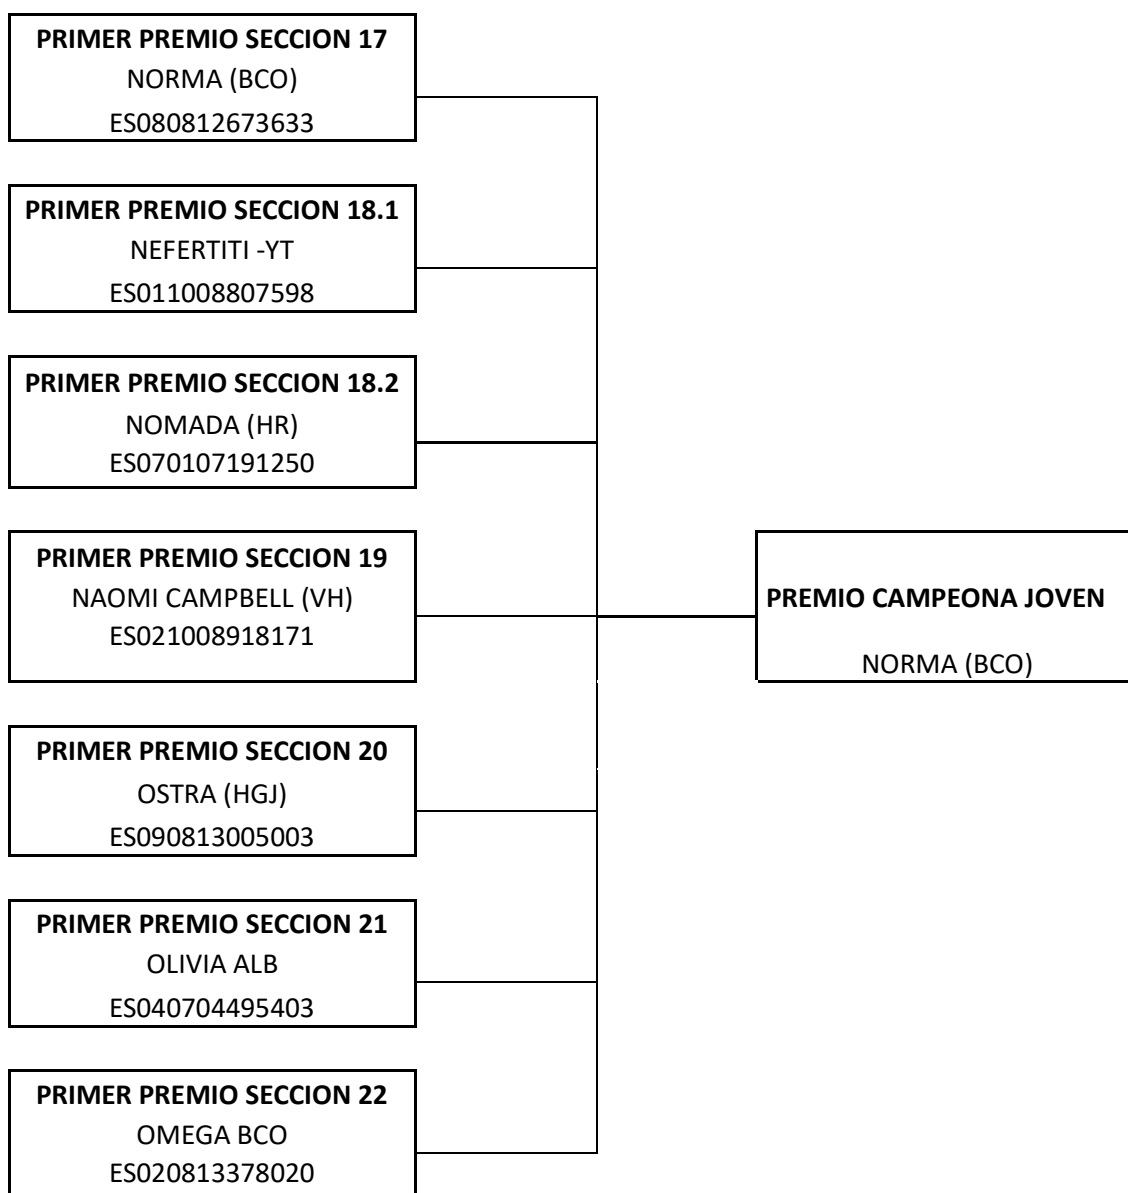 PRIMER PREMIO SECCION 17
NORMA (BCO)
ES080812673633
PRIMER PREMIO SECCION 18.1
NEFERTITI -YT
ES011008807598
PRIMER PREMIO SECCION 18.2
NOMADA (HR)
ES070107191250
PRIMER PREMIO SECCION 19
NAOMI CAMPBELL (VH)
ES021008918171
PREMIO CAMPEONA JOVEN
NORMA (BCO)
PRIMER PREMIO SECCION 20
OSTRA (HGJ)
ES090813005003
PRIMER PREMIO SECCION 21
OLIVIA ALB
ES040704495403
PRIMER PREMIO SECCION 22
OMEGA BCO
ES020813378020